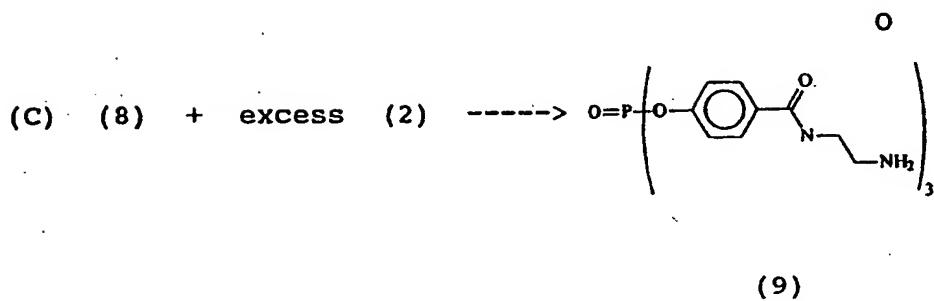 O
O
(C) (8) + excess (2) -----> O=P O N NH2
3
(9)